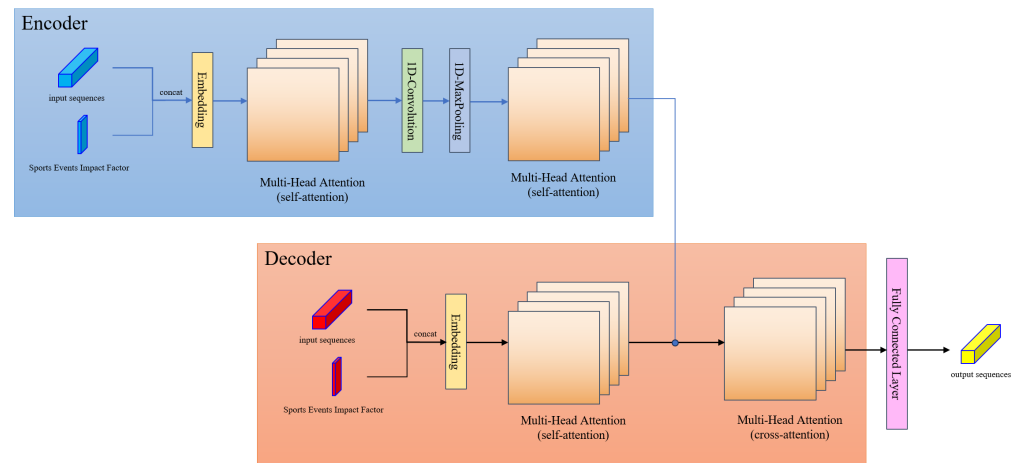 Encoder
input sequences
Sports Events Impact Factor
concat
Embedding
Multi-Head Attention
(self-attention)
1D-Convolution
1D-MaxPooling
Multi-Head Attention
(self-attention)
Decoder
input sequences
Sports Events Impact Factor
concat
Embedding
Multi-Head Attention
(self-attention)
Multi-Head Attention
(cross-attention)
Fully Connected Layer
output sequences